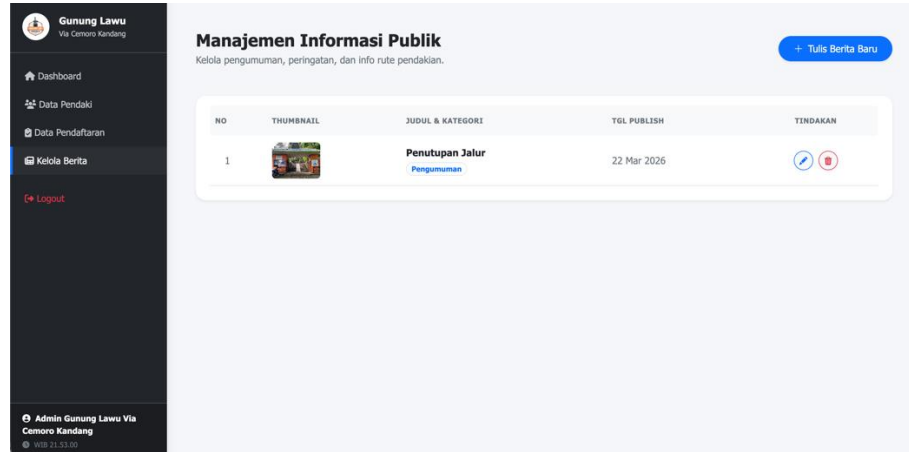 Gunung Lawu
Via Cemoro Kandang
Dashboard
Data Pendaki
Data Pendaftaran
Kelola Berita
Logout
Admin Gunung Lawu Via
Cemoro Kandang
WIB 21.53.00
Manajemen Informasi Publik
Kelola pengumuman, peringatan, dan info rute pendakian.
+ Tulis Berita Baru
NO THUMBNAIL JUDUL & KATEGORI TGL PUBLISH TINDAKAN
1 Penutupan Jalur 22 Mar 2026
Pengumuman